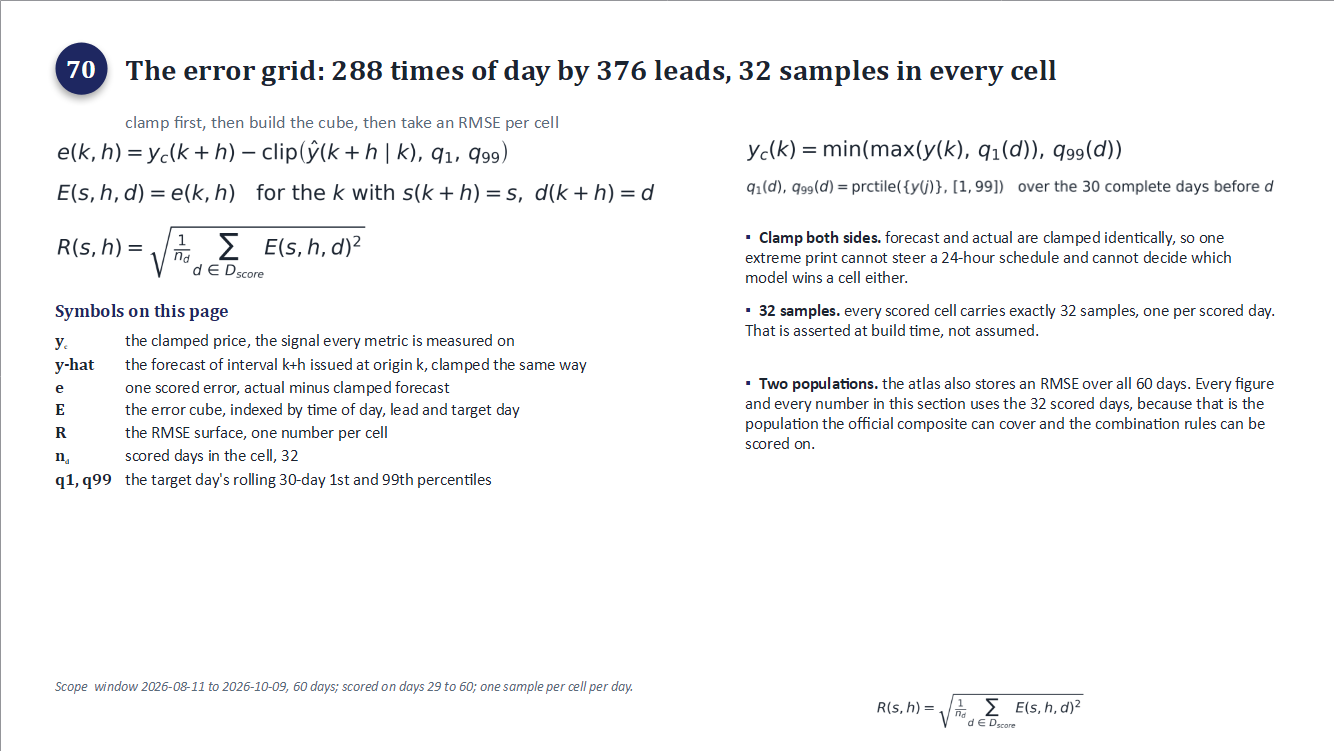 70
The error grid: 288 times of day by 376 leads, 32 samples in every cell
clamp first, then build the cube, then take an RMSE per cell
e(k, h) = y_c(k + h) − clip(ŷ(k + h | k), q_1, q_99)
E(s, h, d) = e(k, h)   for the k with s(k + h) = s,  d(k + h) = d
R(s, h) = √( 1/n_d ∑_{d ∈ D_score} E(s, h, d)^2 )
Symbols on this page
y_c the clamped price, the signal every metric is measured on
y-hat the forecast of interval k+h issued at origin k, clamped the same way
e one scored error, actual minus clamped forecast
E the error cube, indexed by time of day, lead and target day
R the RMSE surface, one number per cell
n_d scored days in the cell, 32
q1, q99 the target day's rolling 30-day 1st and 99th percentiles
y_c(k) = min(max(y(k), q_1(d)), q_99(d))
q_1(d), q_99(d) = prctile({y(j)}, [1, 99])   over the 30 complete days before d
▪ Clamp both sides. forecast and actual are clamped identically, so one
extreme print cannot steer a 24-hour schedule and cannot decide which
model wins a cell either.
▪ 32 samples. every scored cell carries exactly 32 samples, one per scored day.
That is asserted at build time, not assumed.
▪ Two populations. the atlas also stores an RMSE over all 60 days. Every figure
and every number in this section uses the 32 scored days, because that is the
population the official composite can cover and the combination rules can be
scored on.
Scope window 2026-08-11 to 2026-10-09, 60 days; scored on days 29 to 60; one sample per cell per day.
R(s, h) = √( 1/n_d ∑_{d ∈ D_score} E(s, h, d)^2 )